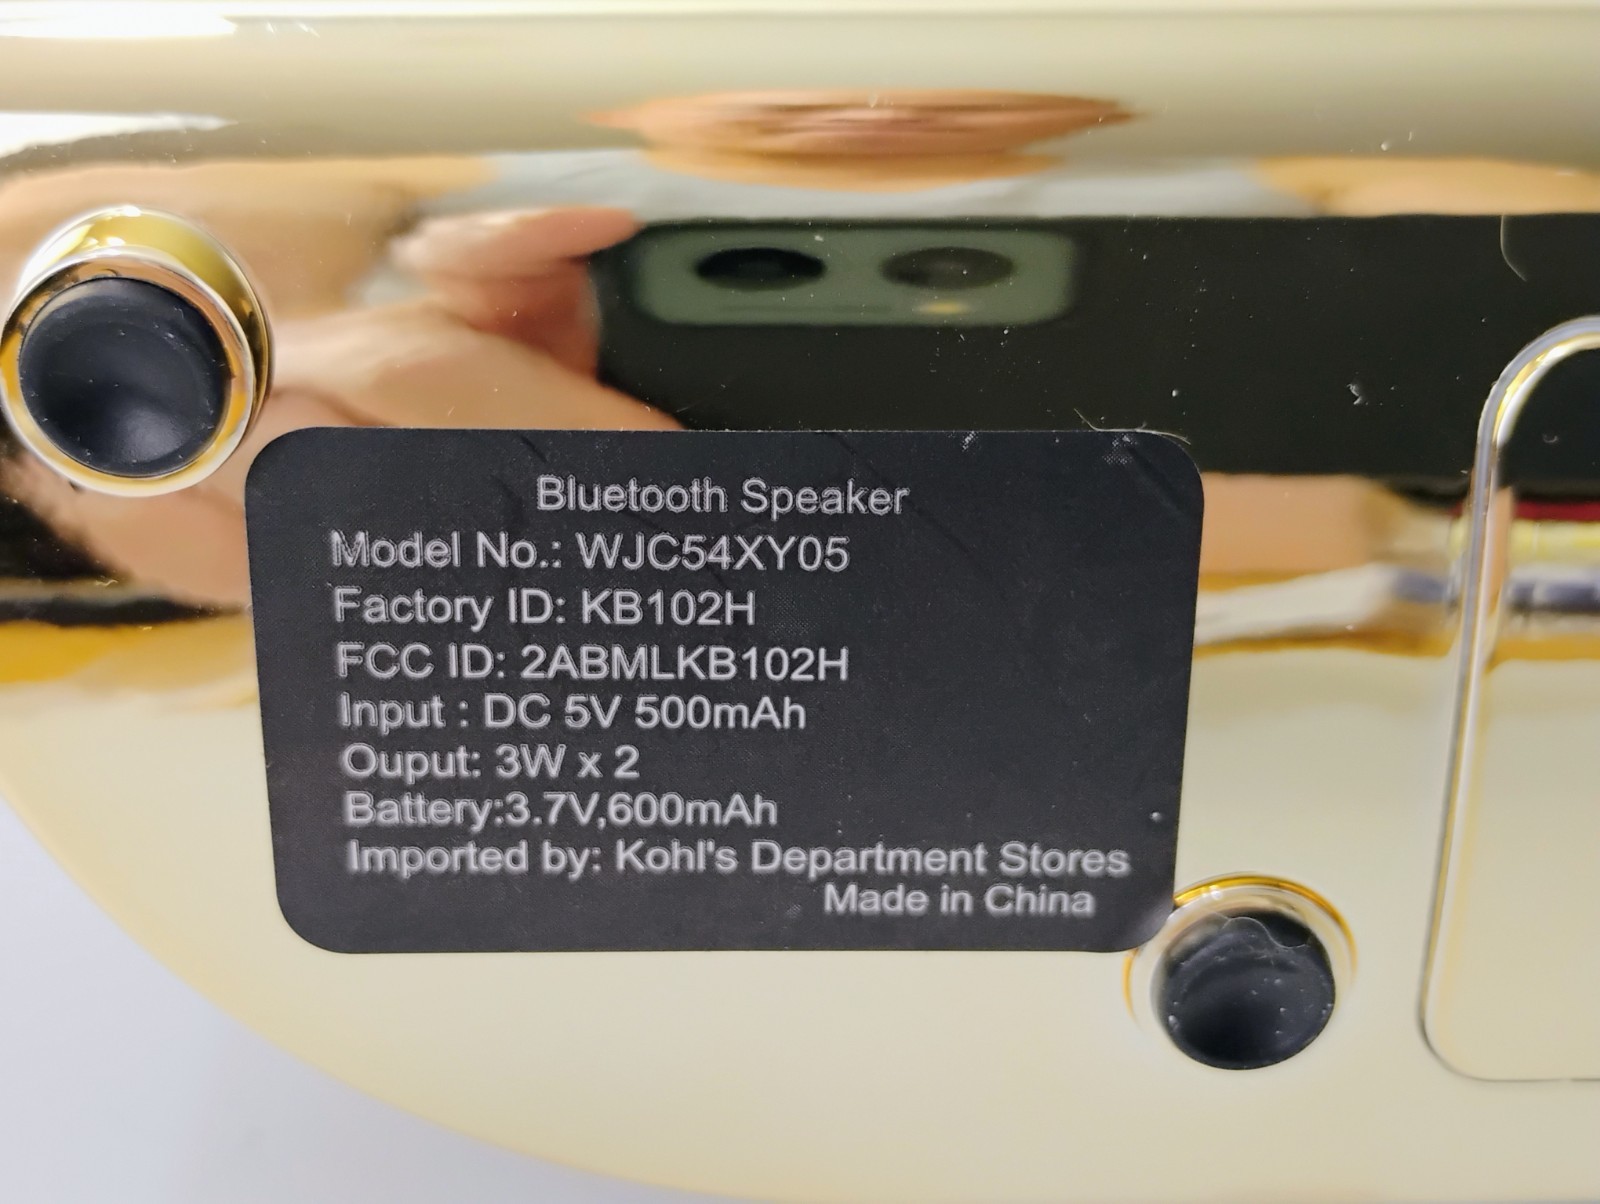 Bluetooth Speaker
Model No.: WJC54XY05
Factory ID: KB102H
FCC ID: 2ABMLKB102H
Input : DC 5V 500mAh
Ouput: 3W x 2
Battery:3.7V,600mAh
Imported by: Kohl's Department Stores
Made in China